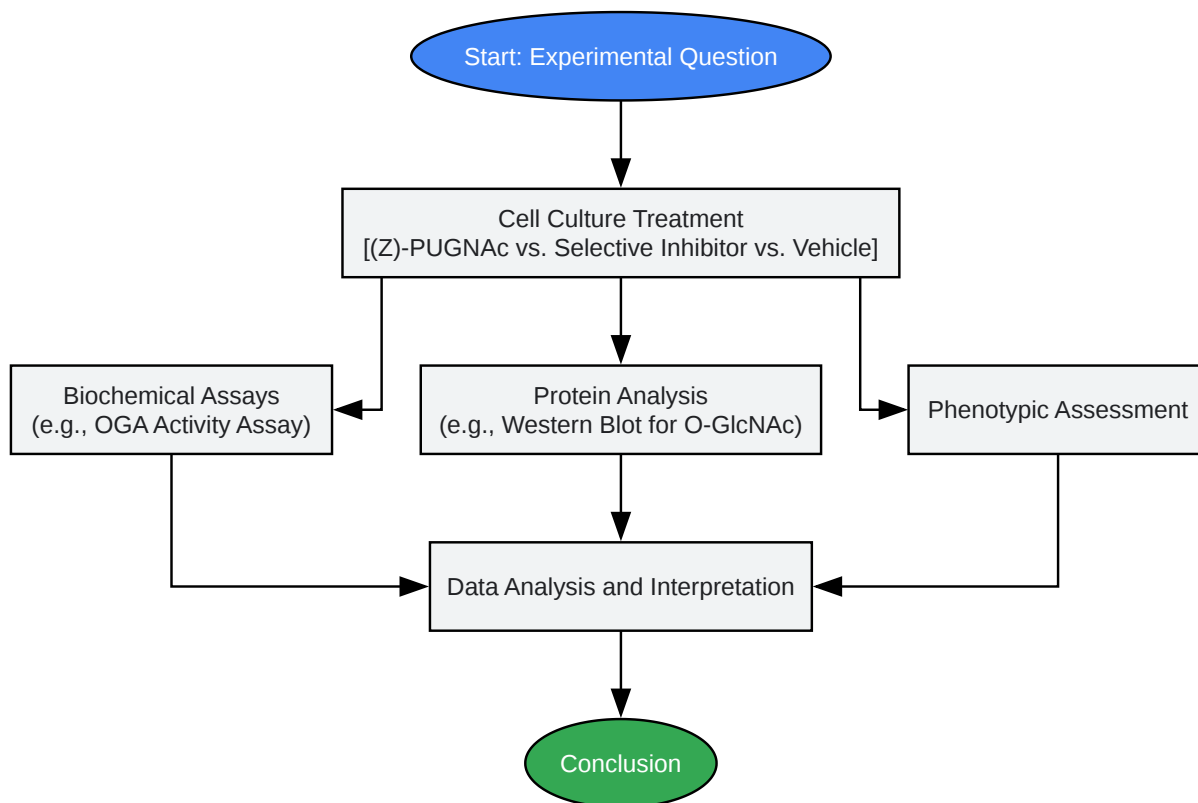 Start: Experimental Question
Cell Culture Treatment
[(Z)-PUGNAc vs. Selective Inhibitor vs. Vehicle]
Biochemical Assays
(e.g., OGA Activity Assay)
Protein Analysis
(e.g., Western Blot for O-GlcNAc)
Phenotypic Assessment
Data Analysis and Interpretation
Conclusion